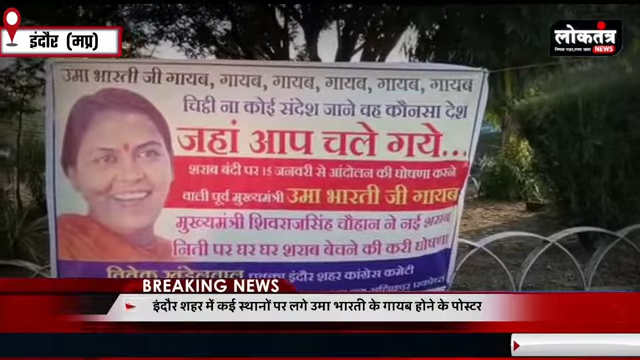 इंदौर (मप्र)
लोकतंत्र
NEWS
उमा भारती जी गायब, गायब, गायब, गायब, गायब, गायब
चिट्ठी ना कोई संदेश जाने वह कौनसा देश
जहां आप चले गये...
शराब बंदी पर 15 जनवरी से आंदोलन की घोषणा करने
वाली पूर्व मुख्यमंत्री उमा भारती जी गायब
मुख्यमंत्री शिवराजसिंह चौहान ने नई शराब
निती पर घर घर शराब बेचने की करी घोषणा
विवेक खंडेलवाल प्रवक्ता इंदौर शहर कांग्रेस कमेटी
BREAKING NEWS
इंदौर शहर में कई स्थानों पर लगे उमा भारती के गायब होने के पोस्टर